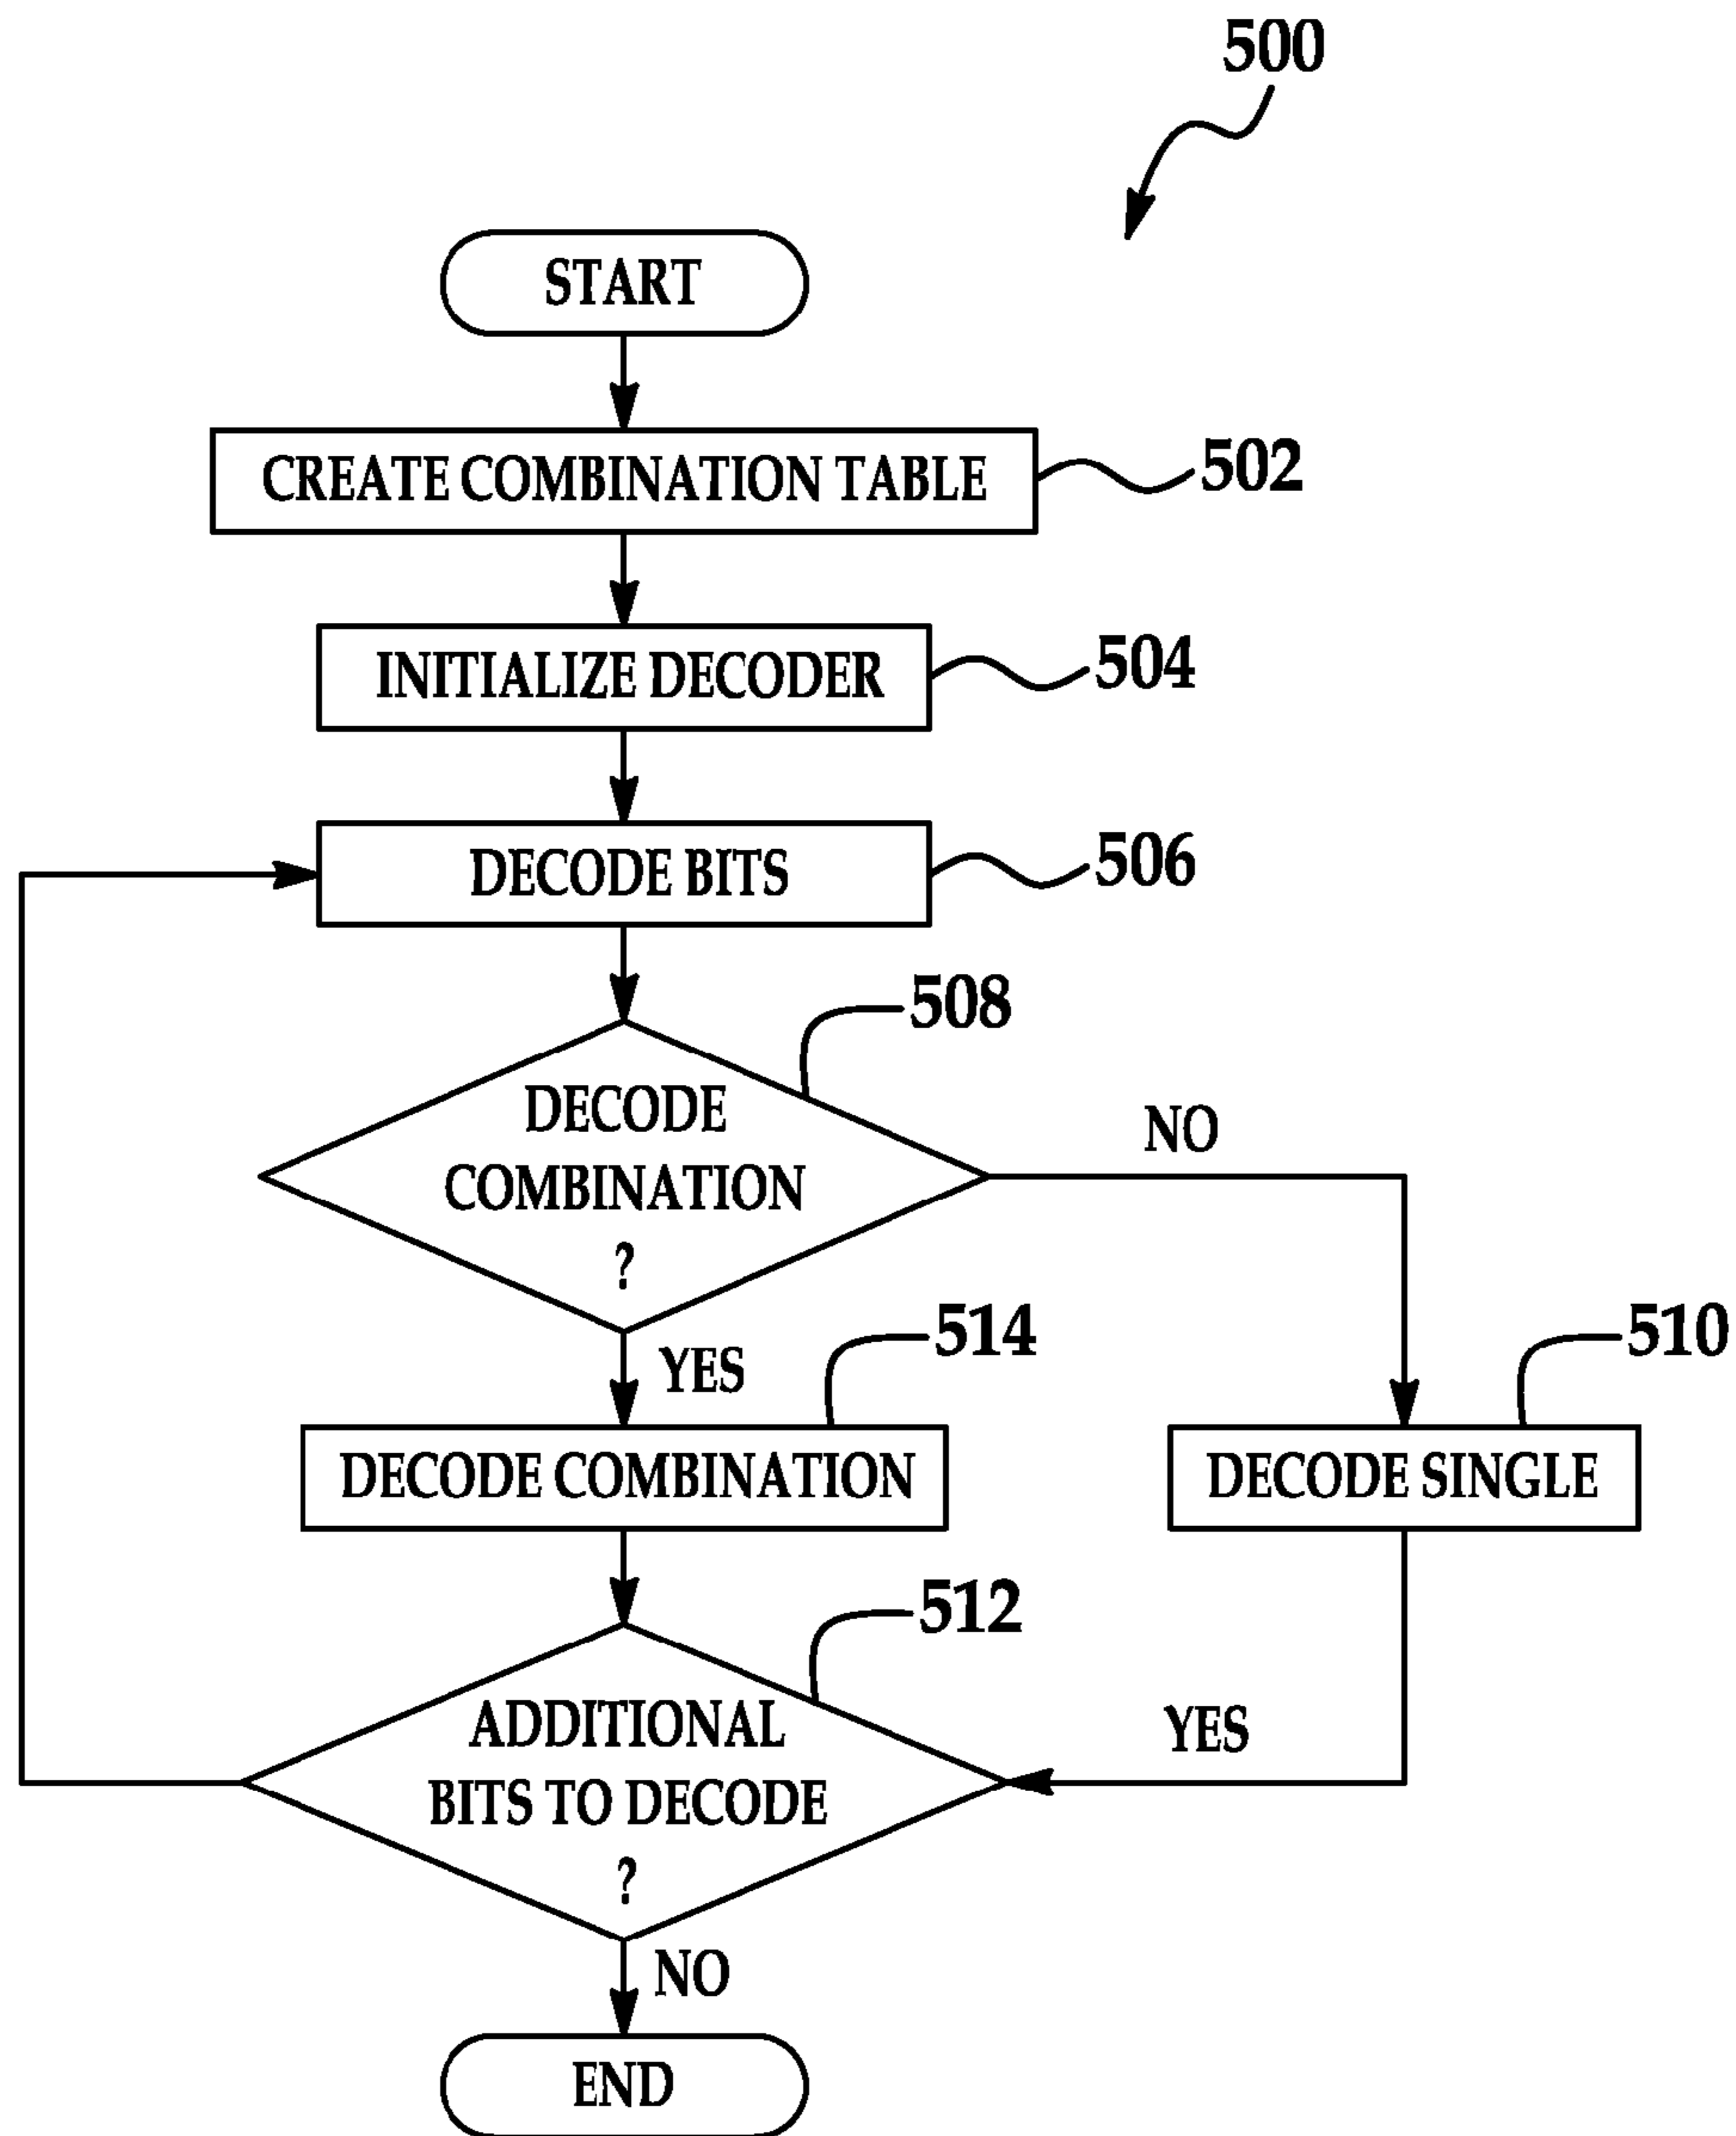 500
START
CREATE COMBINATION TABLE
502
INITIALIZE DECODER
504
DECODE BITS
506
508
DECODE
COMBINATION
?
NO
YES
514
510
DECODE COMBINATION
DECODE SINGLE
512
ADDITIONAL
BITS TO DECODE
?
YES
NO
END